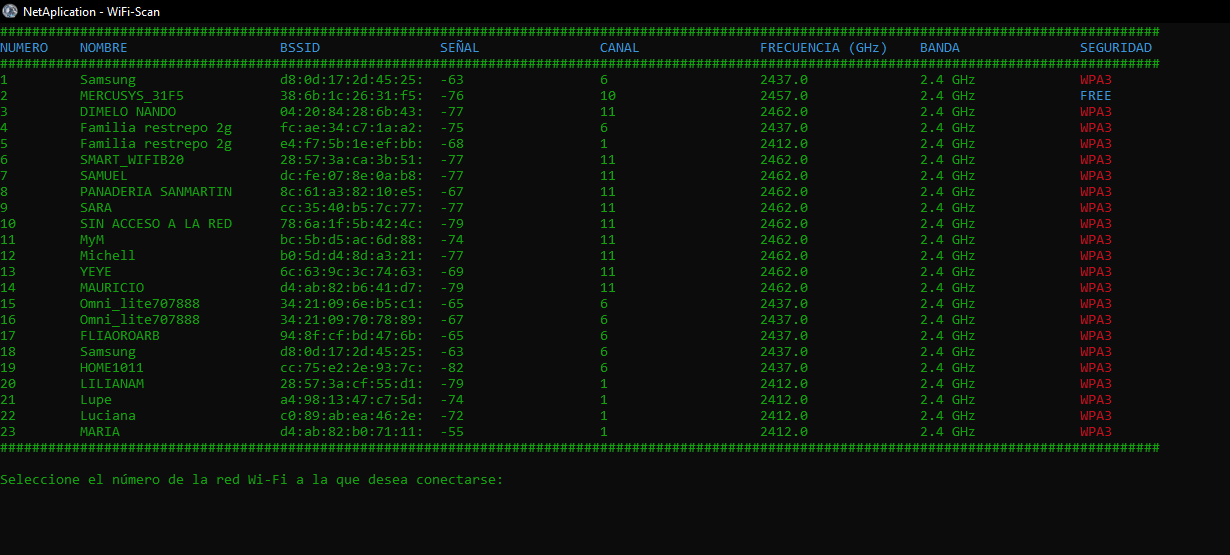 NetAplication - WiFi-Scan
#################################################################################################################################################
NUMERO NOMBRE BSSID SEÑAL CANAL FRECUENCIA (GHz) BANDA SEGURIDAD
#################################################################################################################################################
1 Samsung d8:0d:17:2d:45:25: -63 6 2437.0 2.4 GHz WPA3
2 MERCUSYS_31F5 38:6b:1c:26:31:f5: -76 10 2457.0 2.4 GHz FREE
3 DIMELO NANDO 04:20:84:28:6b:43: -77 11 2462.0 2.4 GHz WPA3
4 Familia restrepo 2g fc:ae:34:c7:1a:a2: -75 6 2437.0 2.4 GHz WPA3
5 Familia restrepo 2g e4:f7:5b:1e:ef:bb: -68 1 2412.0 2.4 GHz WPA3
6 SMART_WIFIB20 28:57:3a:ca:3b:51: -77 11 2462.0 2.4 GHz WPA3
7 SAMUEL dc:fe:07:8e:0a:b8: -77 11 2462.0 2.4 GHz WPA3
8 PANADERIA SANMARTIN 8c:61:a3:82:10:e5: -67 11 2462.0 2.4 GHz WPA3
9 SARA cc:35:40:b5:7c:77: -77 11 2462.0 2.4 GHz WPA3
10 SIN ACCESO A LA RED 78:6a:1f:5b:42:4c: -79 11 2462.0 2.4 GHz WPA3
11 MyM bc:5b:d5:ac:6d:88: -74 11 2462.0 2.4 GHz WPA3
12 Michell b0:5d:d4:8d:a3:21: -77 11 2462.0 2.4 GHz WPA3
13 YEYE 6c:63:9c:3c:74:63: -69 11 2462.0 2.4 GHz WPA3
14 MAURICIO d4:ab:82:b6:41:d7: -79 11 2462.0 2.4 GHz WPA3
15 Omni_lite707888 34:21:09:6e:b5:c1: -65 6 2437.0 2.4 GHz WPA3
16 Omni_lite707888 34:21:09:70:78:89: -67 6 2437.0 2.4 GHz WPA3
17 FLIAOROARB 94:8f:cf:bd:47:6b: -65 6 2437.0 2.4 GHz WPA3
18 Samsung d8:0d:17:2d:45:25: -63 6 2437.0 2.4 GHz WPA3
19 HOME1011 cc:75:e2:2e:93:7c: -82 6 2437.0 2.4 GHz WPA3
20 LILIANAM 28:57:3a:cf:55:d1: -79 1 2412.0 2.4 GHz WPA3
21 Lupe a4:98:13:47:c7:5d: -74 1 2412.0 2.4 GHz WPA3
22 Luciana c0:89:ab:ea:46:2e: -72 1 2412.0 2.4 GHz WPA3
23 MARIA d4:ab:82:b0:71:11: -55 1 2412.0 2.4 GHz WPA3
#################################################################################################################################################
Seleccione el número de la red Wi-Fi a la que desea conectarse: